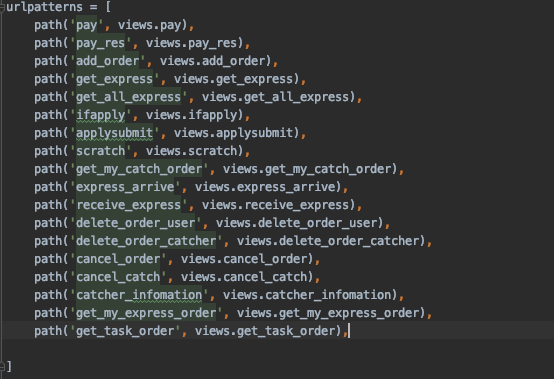 urlpatterns = [
    path('pay', views.pay),
    path('pay_res', views.pay_res),
    path('add_order', views.add_order),
    path('get_express', views.get_express),
    path('get_all_express', views.get_all_express),
    path('ifapply', views.ifapply),
    path('applysubmit', views.applysubmit),
    path('scratch', views.scratch),
    path('get_my_catch_order', views.get_my_catch_order),
    path('express_arrive', views.express_arrive),
    path('receive_express', views.receive_express),
    path('delete_order_user', views.delete_order_user),
    path('delete_order_catcher', views.delete_order_catcher),
    path('cancel_order', views.cancel_order),
    path('cancel_catch', views.cancel_catch),
    path('catcher_infomation', views.catcher_infomation),
    path('get_my_express_order', views.get_my_express_order),
    path('get_task_order', views.get_task_order),
]